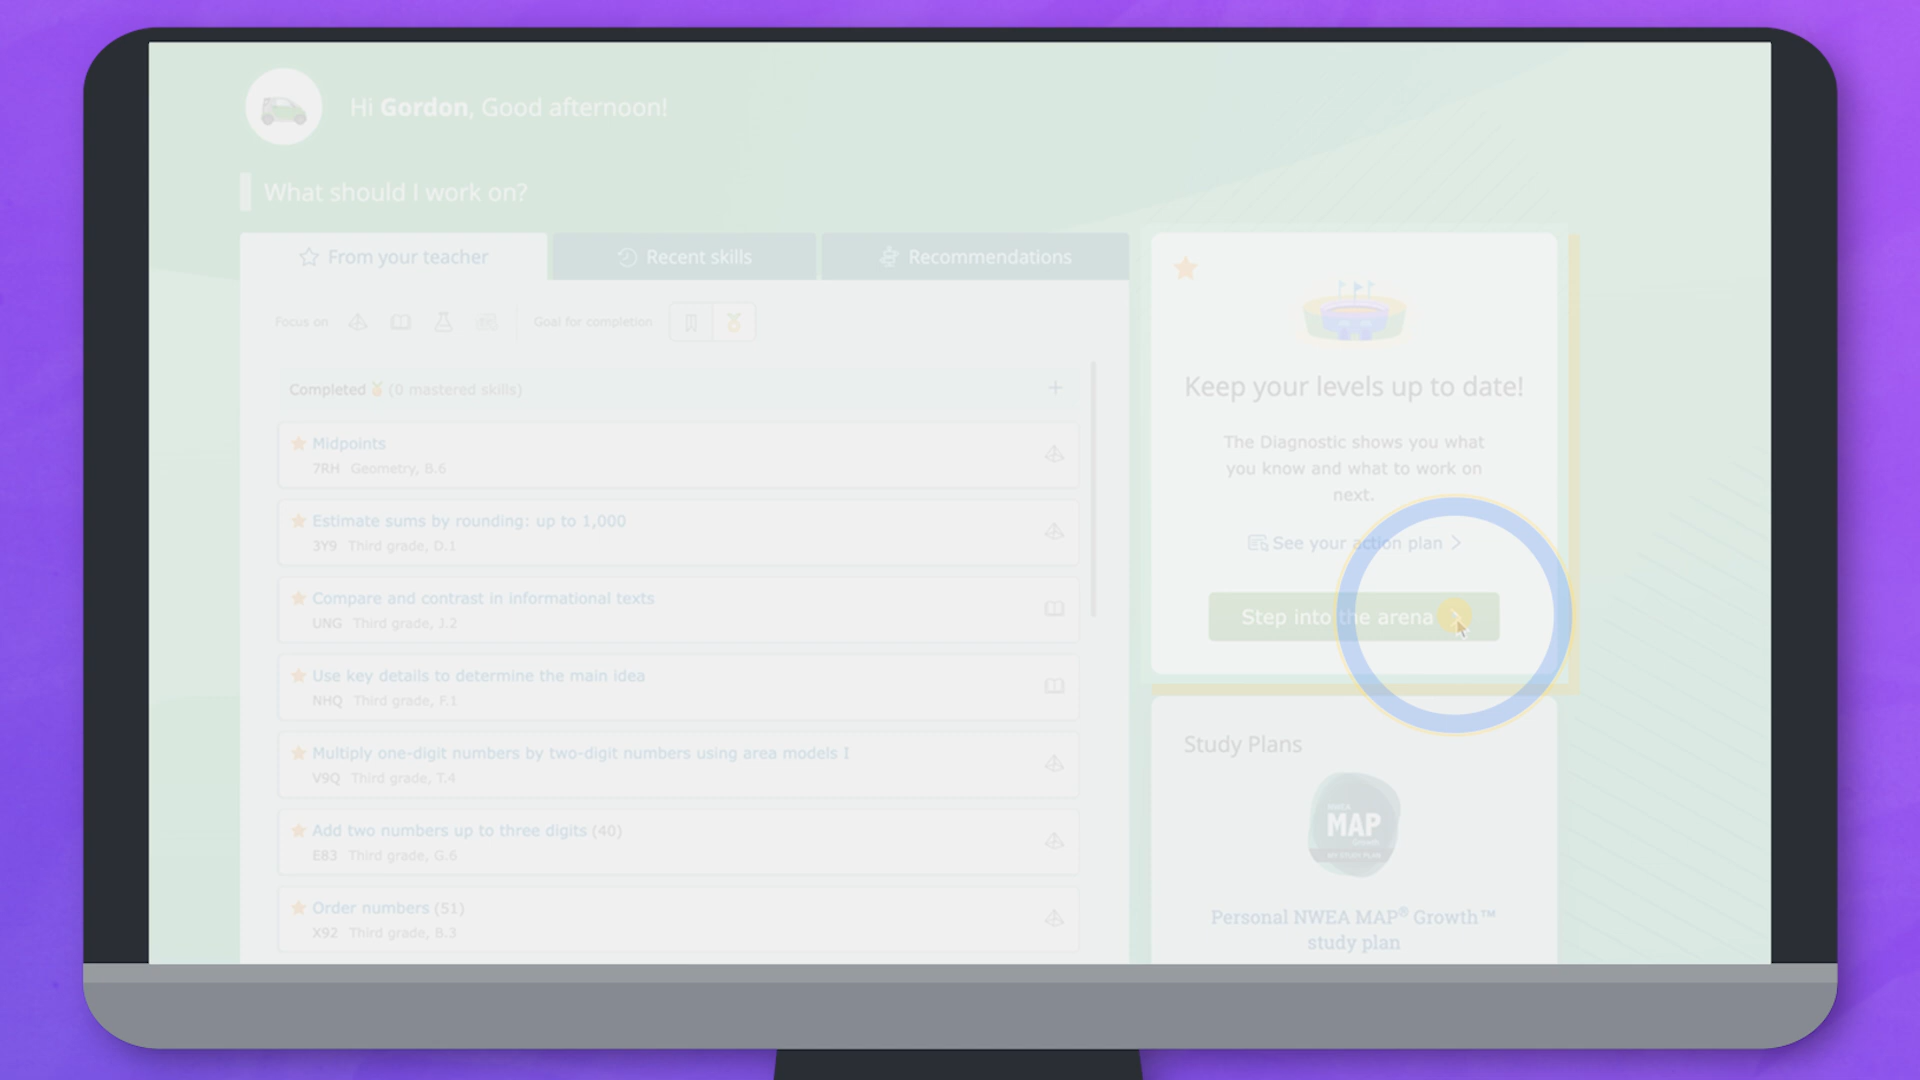 Hi Gordon, Good afternoon!
What should I work on?
From your teacher
Recent skills
Recommendations
Focus on
Goal for completion
Completed (0 mastered skills)
Midpoints
7RH Geometry, B.6
Estimate sums by rounding: up to 1,000
3Y9 Third grade, D.1
Compare and contrast in informational texts
UNG Third grade, J.2
Use key details to determine the main idea
NHQ Third grade, F.1
Multiply one-digit numbers by two-digit numbers using area models I
V9Q Third grade, T.4
Add two numbers up to three digits (40)
E83 Third grade, G.6
Order numbers (51)
X92 Third grade, B.3
Keep your levels up to date!
The Diagnostic shows you what
you know and what to work on
next.
See your action plan >
Step into the arena
Study Plans
NWEA
MAP
Growth
Personal NWEA MAP® Growth™
study plan